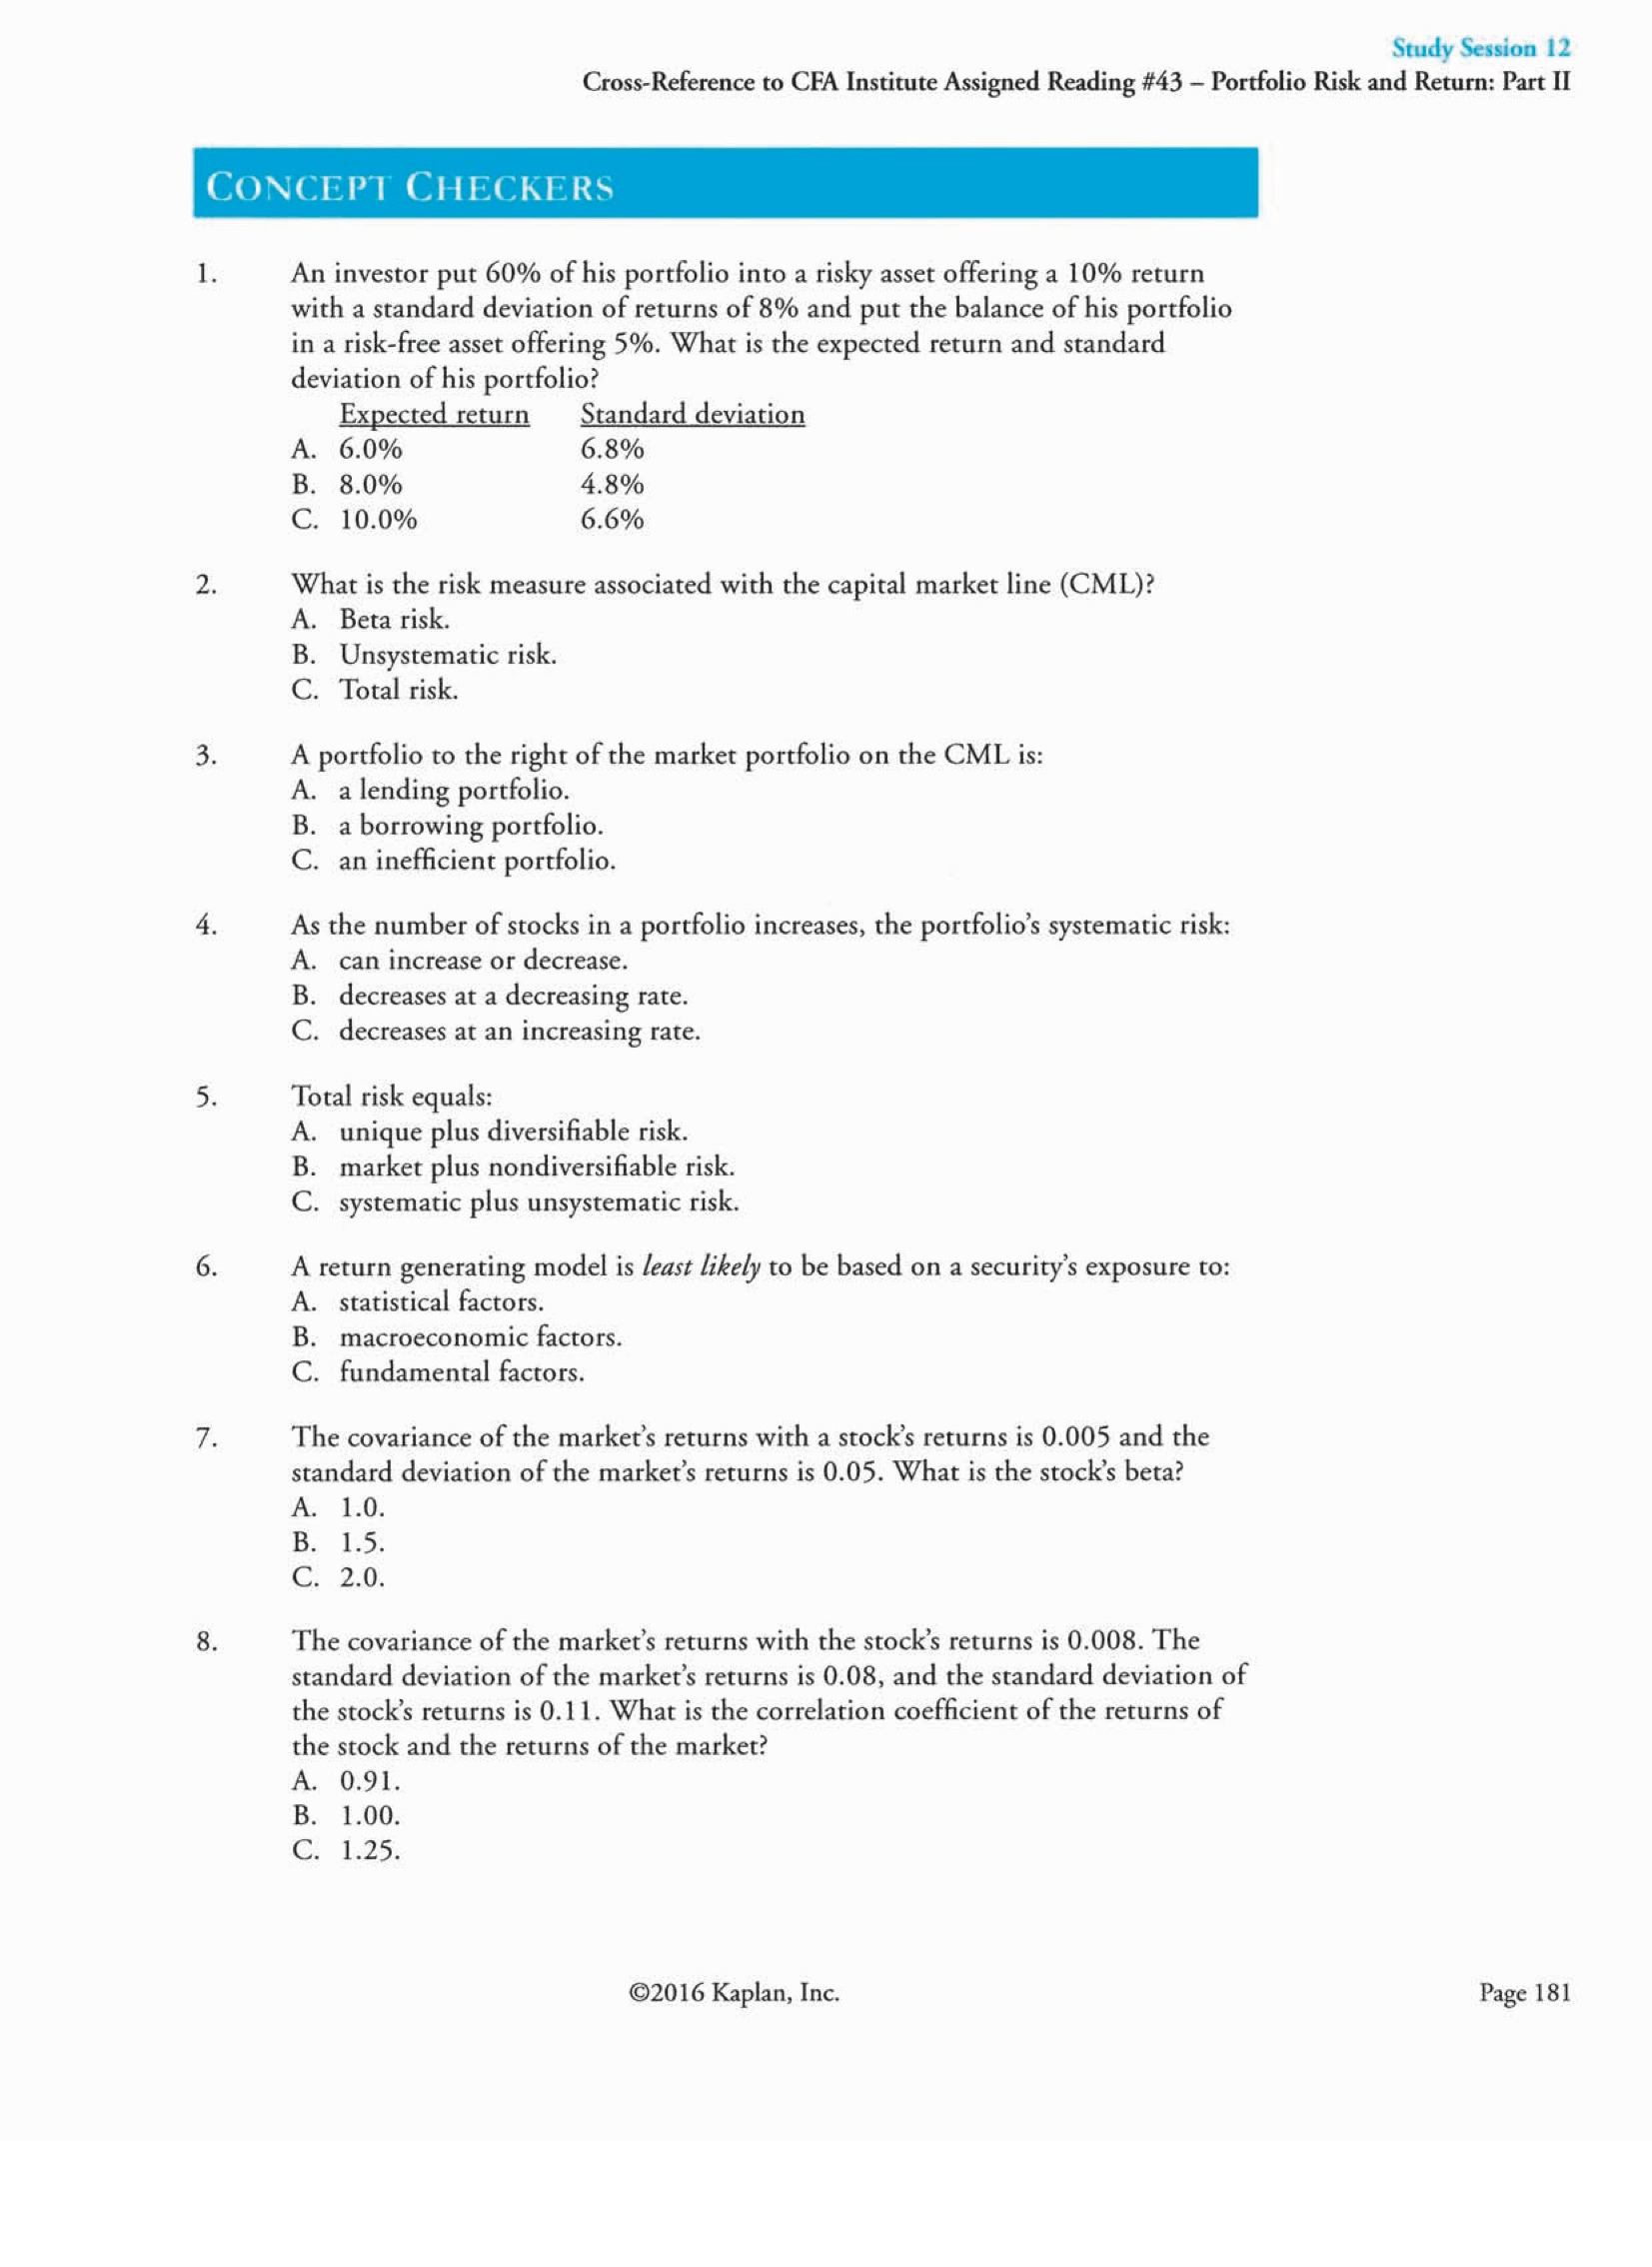 Study Session 12
Cross-Reference to CFA Institute Assigned Reading #43 – Portfolio Risk and Return: Part II
CONCEPT CHECKERS
1. An investor put 60% of his portfolio into a risky asset offering a 10% return
with a standard deviation of returns of 8% and put the balance of his portfolio
in a risk-free asset offering 5%. What is the expected return and standard
deviation of his portfolio?
Expected return Standard deviation
A. 6.0% 6.8%
B. 8.0% 4.8%
C. 10.0% 6.6%
2. What is the risk measure associated with the capital market line (CML)?
A. Beta risk.
B. Unsystematic risk.
C. Total risk.
3. A portfolio to the right of the market portfolio on the CML is:
A. a lending portfolio.
B. a borrowing portfolio.
C. an inefficient portfolio.
4. As the number of stocks in a portfolio increases, the portfolio's systematic risk:
A. can increase or decrease.
B. decreases at a decreasing rate.
C. decreases at an increasing rate.
5. Total risk equals:
A. unique plus diversifiable risk.
B. market plus nondiversifiable risk.
C. systematic plus unsystematic risk.
6. A return generating model is least likely to be based on a security's exposure to:
A. statistical factors.
B. macroeconomic factors.
C. fundamental factors.
7. The covariance of the market's returns with a stock's returns is 0.005 and the
standard deviation of the market's returns is 0.05. What is the stock's beta?
A. 1.0.
B. 1.5.
C. 2.0.
8. The covariance of the market's returns with the stock's returns is 0.008. The
standard deviation of the market's returns is 0.08, and the standard deviation of
the stock's returns is 0.11. What is the correlation coefficient of the returns of
the stock and the returns of the market?
A. 0.91.
B. 1.00.
C. 1.25.
©2016 Kaplan, Inc. Page 181